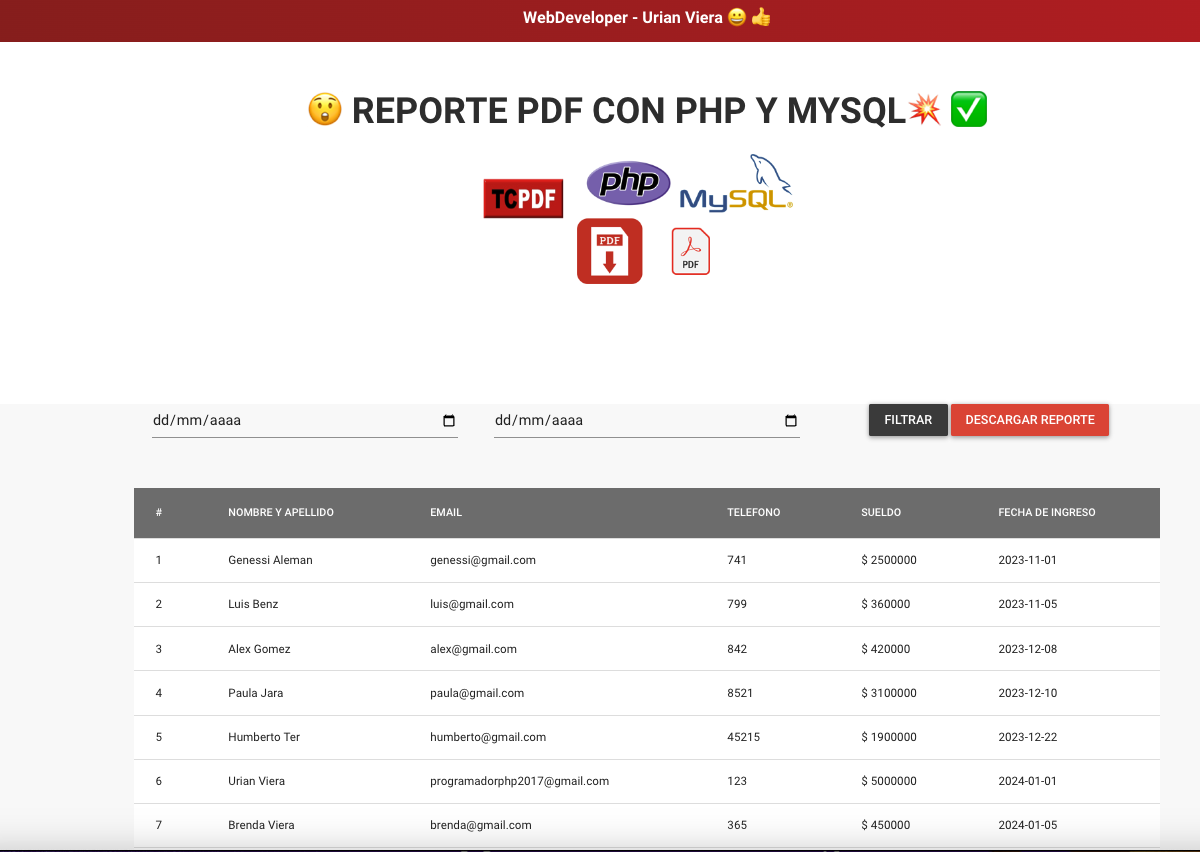 WebDeveloper - Urian Viera 😀 👍
😲 REPORTE PDF CON PHP Y MYSQL💥 ✅
TCPDF php MySQL®
PDF PDF
dd/mm/aaaa dd/mm/aaaa FILTRAR DESCARGAR REPORTE
# NOMBRE Y APELLIDO EMAIL TELEFONO SUELDO FECHA DE INGRESO
1 Genessi Aleman genessi@gmail.com 741 $ 2500000 2023-11-01
2 Luis Benz luis@gmail.com 799 $ 360000 2023-11-05
3 Alex Gomez alex@gmail.com 842 $ 420000 2023-12-08
4 Paula Jara paula@gmail.com 8521 $ 3100000 2023-12-10
5 Humberto Ter humberto@gmail.com 45215 $ 1900000 2023-12-22
6 Urian Viera programadorphp2017@gmail.com 123 $ 5000000 2024-01-01
7 Brenda Viera brenda@gmail.com 365 $ 450000 2024-01-05